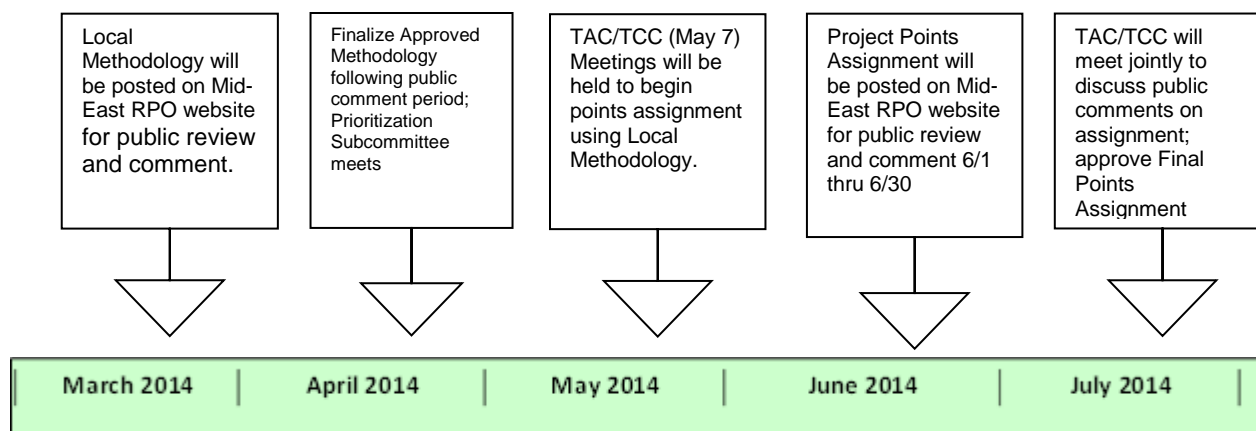 Local
Methodology will
be posted on Mid-
East RPO website
for public review
and comment.
Finalize Approved
Methodology
following public
comment period;
Prioritization
Subcommittee
meets
TAC/TCC (May 7)
Meetings will be
held to begin
points assignment
using Local
Methodology.
Project Points
Assignment will
be posted on Mid-
East RPO website
for public review
and comment 6/1
thru 6/30
TAC/TCC will
meet jointly to
discuss public
comments on
assignment;
approve Final
Points
Assignment
March 2014
April 2014
May 2014
June 2014
July 2014